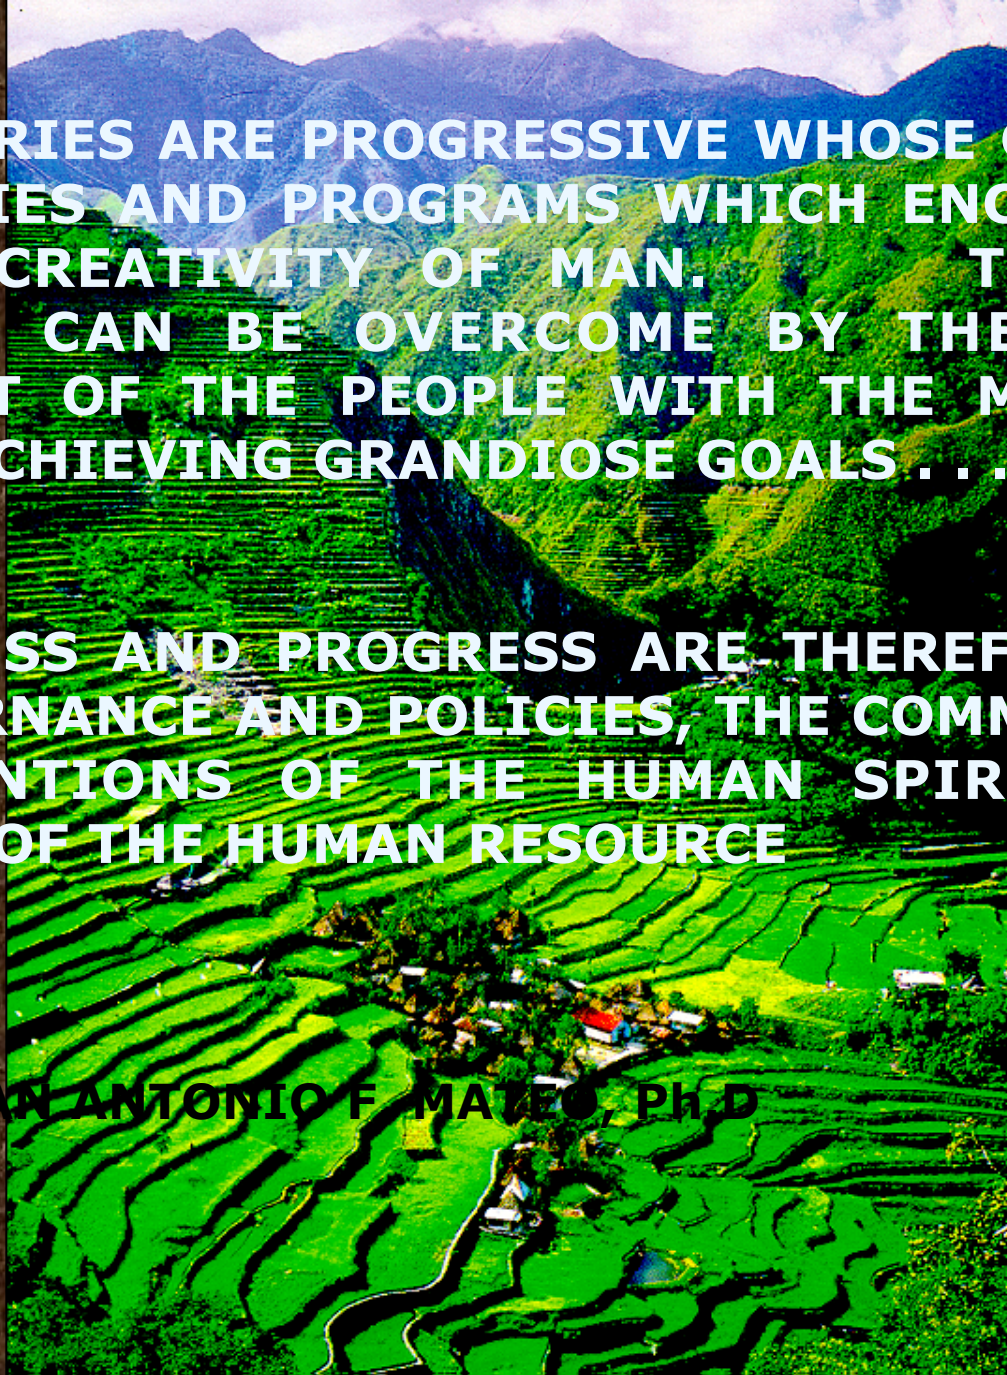 RIES ARE PROGRESSIVE WHOSE
IES AND PROGRAMS WHICH ENC
CREATIVITY OF MAN. T
CAN BE OVERCOME BY THE
T OF THE PEOPLE WITH THE M
CHIEVING GRANDIOSE GOALS . . .
SS AND PROGRESS ARE THEREF
RNANCE AND POLICIES, THE COMM
NTIONS OF THE HUMAN SPIR
OF THE HUMAN RESOURCE
AN ANTONIO F MATEO, Ph.D